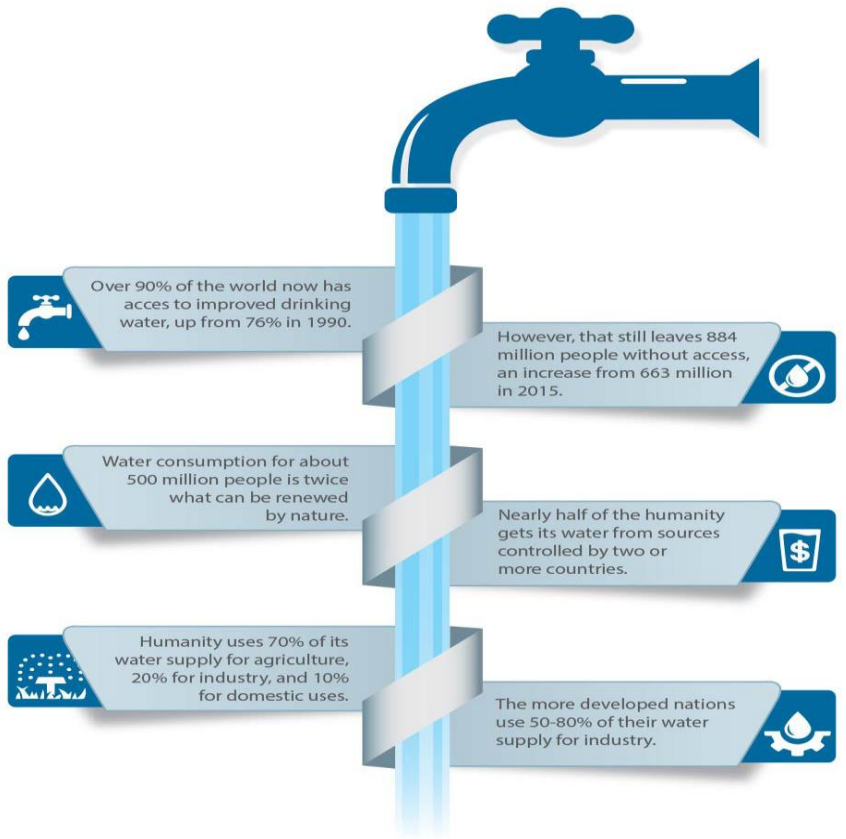 Over 90% of the world now has
acces to improved drinking
water, up from 76% in 1990.
However, that still leaves 884
million people without access,
an increase from 663 million
in 2015.
Water consumption for about
500 million people is twice
what can be renewed
by nature.
Nearly half of the humanity
gets its water from sources
controlled by two or
more countries.
$
Humanity uses 70% of its
water supply for agriculture,
20% for industry, and 10%
for domestic uses.
The more developed nations
use 50-80% of their water
supply for industry.